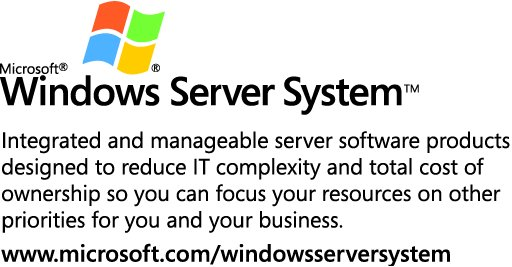 Microsoft®
®
Windows Server System™
Integrated and manageable server software products
designed to reduce IT complexity and total cost of
ownership so you can focus your resources on other
priorities for you and your business.
www.microsoft.com/windowsserversystem